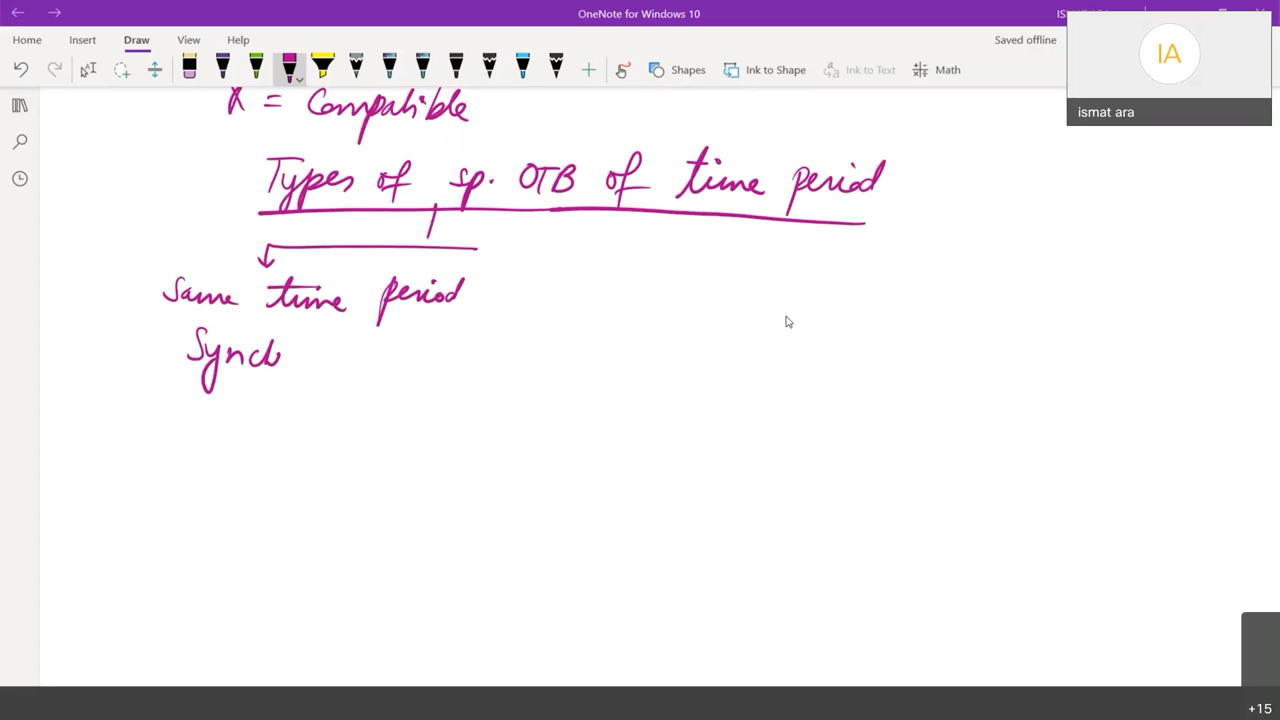 OneNote for Windows 10
Home Insert Draw View Help
Saved offline
Shapes Ink to Shape Ink to Text Math
IA
ismat ara
= Compatible
Types of sp. OTB of time period
Same time period
Synch
+15